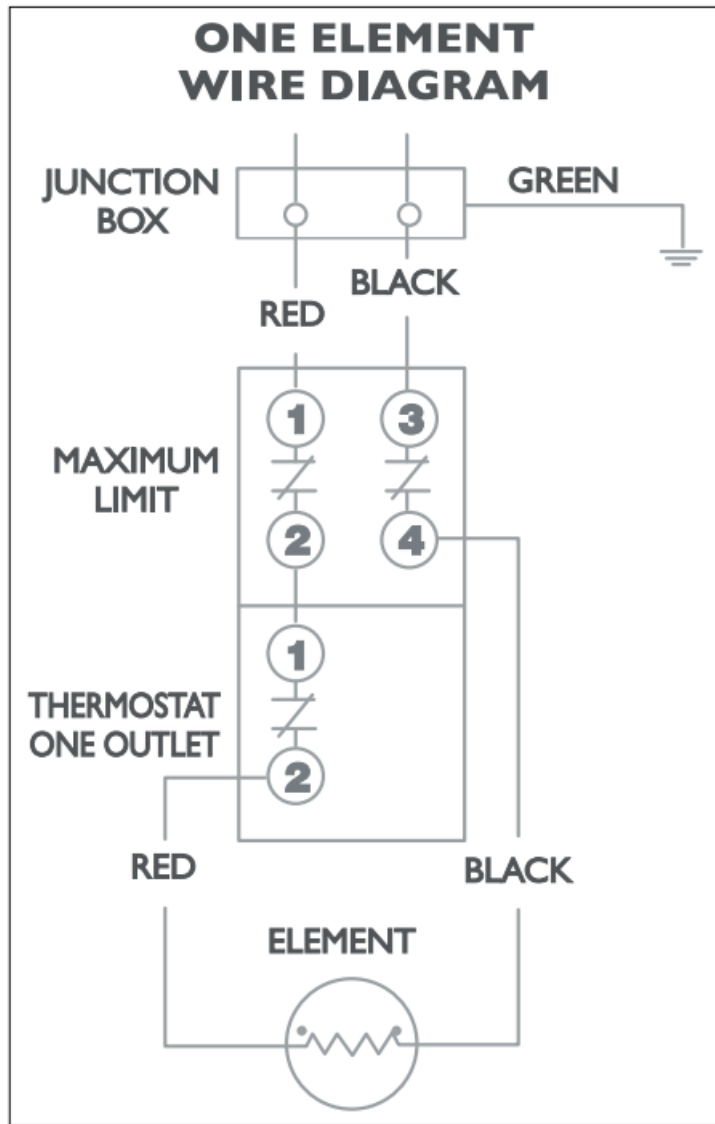 ONE ELEMENT
WIRE DIAGRAM
JUNCTION
BOX
GREEN
RED
BLACK
MAXIMUM
LIMIT
1
3
2
4
THERMOSTAT
ONE OUTLET
1
2
RED
BLACK
ELEMENT